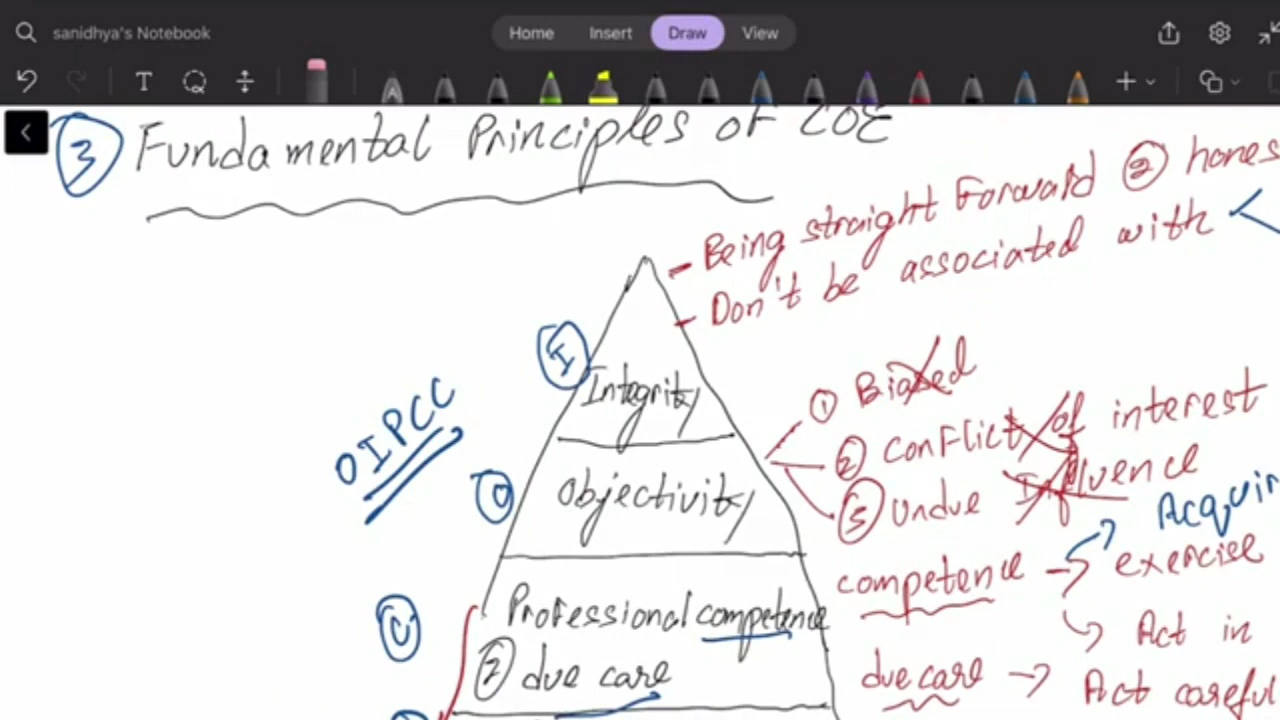 sanidhya's Notebook
Home Insert Draw View
T
A
3 Fundamental Principles of COE
- Being straight Forward & hones
- Don't be associated with
I
Integrity
OIPCC
① Biased
② conflict of interest
③ Undue Influence
O
Objectivity
Acquir
competence → exercise
C
Professional competence
& due care
Act in
due care → Act careful